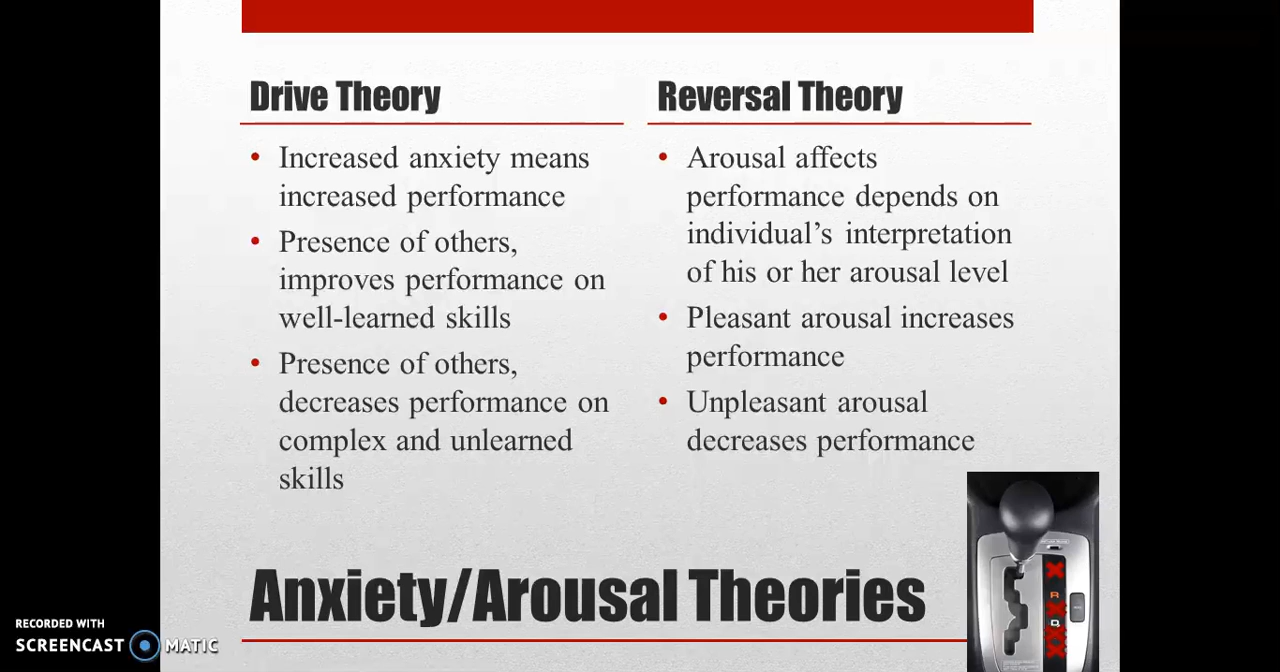 Drive Theory
• Increased anxiety means
increased performance
• Presence of others,
improves performance on
well-learned skills
• Presence of others,
decreases performance on
complex and unlearned
skills
Reversal Theory
• Arousal affects
performance depends on
individual’s interpretation
of his or her arousal level
• Pleasant arousal increases
performance
• Unpleasant arousal
decreases performance
R
D
Anxiety/Arousal Theories
RECORDED WITH
SCREENCAST MATIC